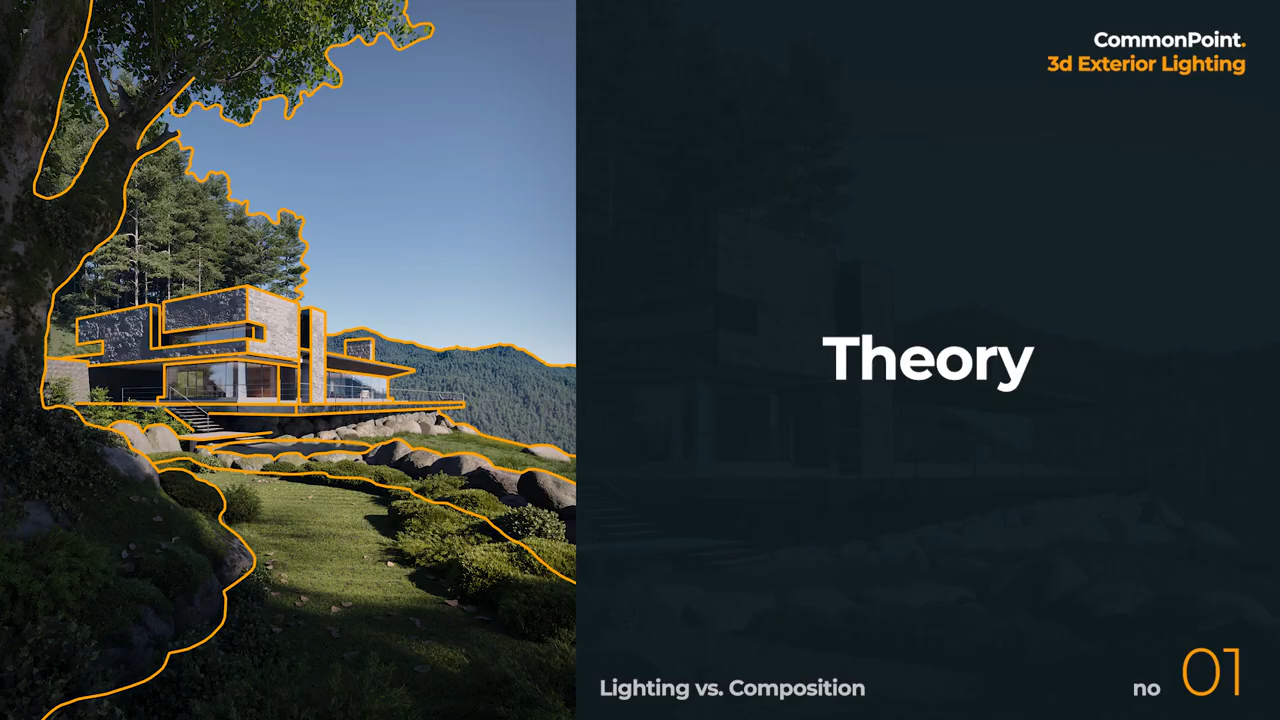 CommonPoint.
3d Exterior Lighting
Theory
Lighting vs. Composition
no 01